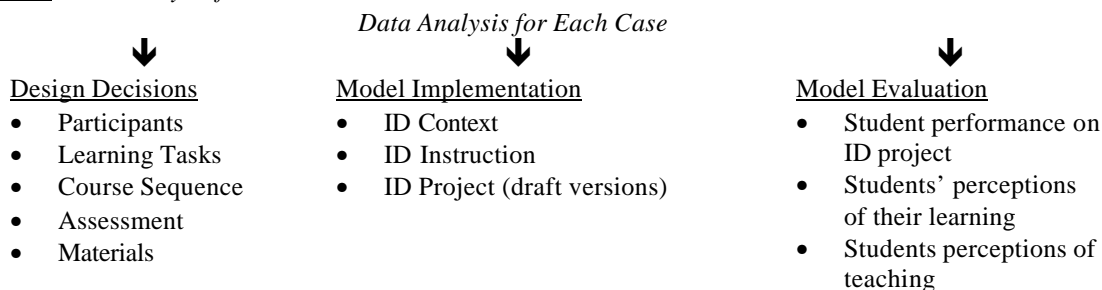 Data Analysis for Each Case
Design Decisions
• Participants
• Learning Tasks
• Course Sequence
• Assessment
• Materials
Model Implementation
• ID Context
• ID Instruction
• ID Project (draft versions)
Model Evaluation
• Student performance on
ID project
• Students’ perceptions
of their learning
• Students perceptions of
teaching